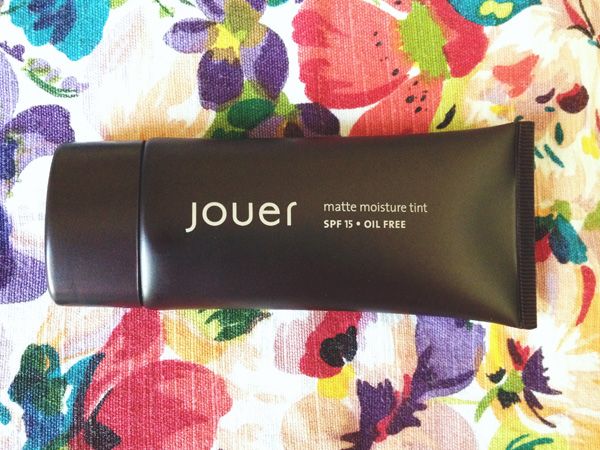 Jouer
matte moisture tint
SPF 15 • OIL FREE